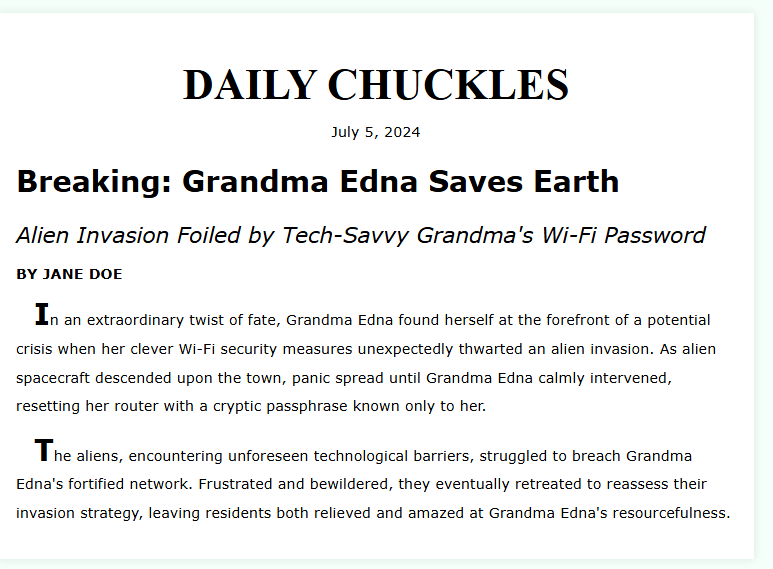 DAILY CHUCKLES
July 5, 2024
Breaking: Grandma Edna Saves Earth
Alien Invasion Foiled by Tech-Savvy Grandma's Wi-Fi Password
BY JANE DOE
In an extraordinary twist of fate, Grandma Edna found herself at the forefront of a potential
crisis when her clever Wi-Fi security measures unexpectedly thwarted an alien invasion. As alien
spacecraft descended upon the town, panic spread until Grandma Edna calmly intervened,
resetting her router with a cryptic passphrase known only to her.
The aliens, encountering unforeseen technological barriers, struggled to breach Grandma
Edna's fortified network. Frustrated and bewildered, they eventually retreated to reassess their
invasion strategy, leaving residents both relieved and amazed at Grandma Edna's resourcefulness.